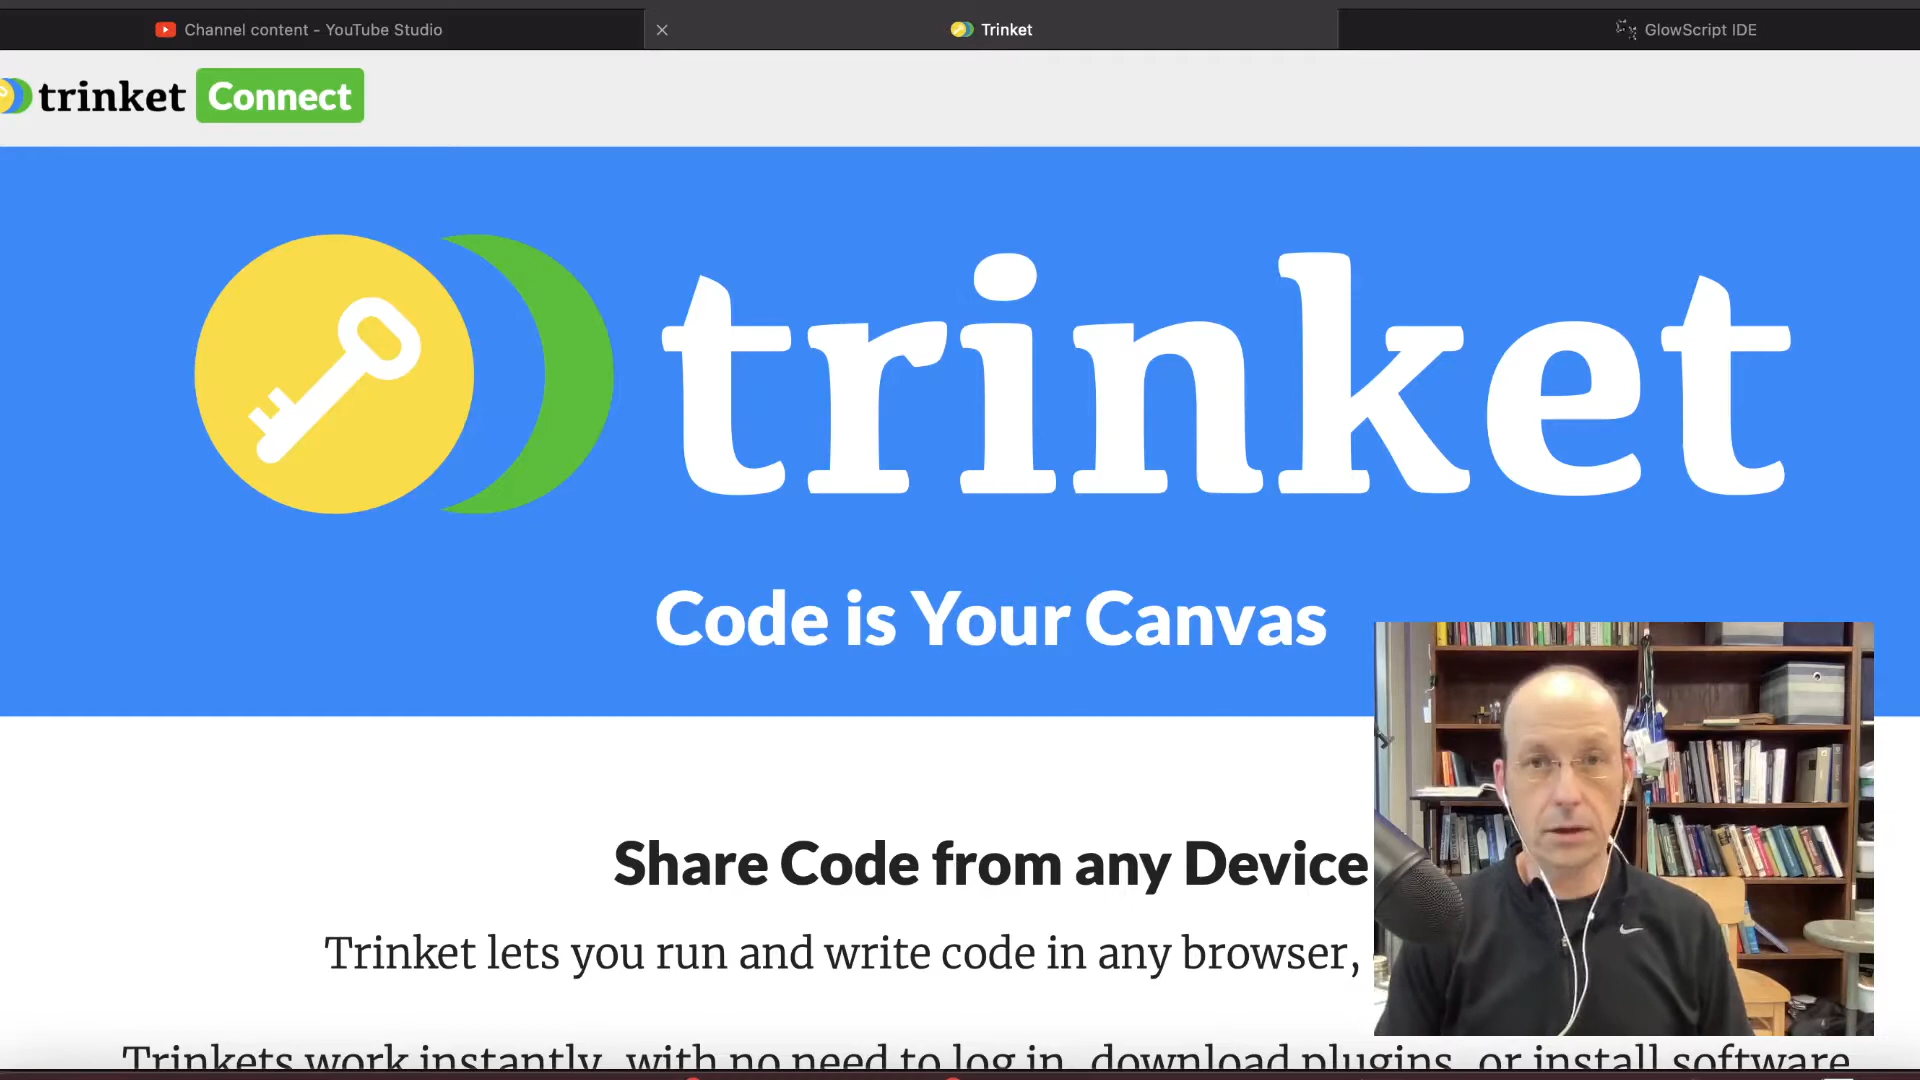 Channel content - YouTube Studio
Trinket
GlowScript IDE
trinket Connect
trinket
Code is Your Canvas
Share Code from any Device
Trinket lets you run and write code in any browser,
Trinkets work instantly, with no need to log in, download plugins, or install software